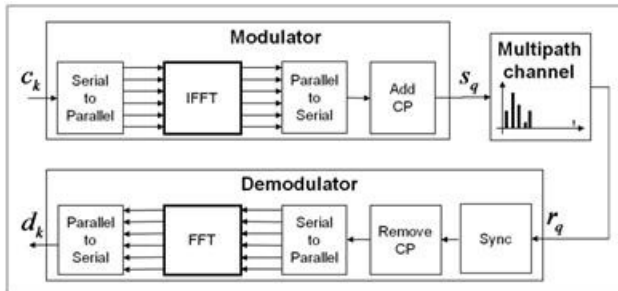 Modulator
c_k
Serial
to
Parallel
IFFT
Parallel
to
Serial
Add
CP
s_q
Multipath
channel
t
Demodulator
d_k
Parallel
to
Serial
FFT
Serial
to
Parallel
Remove
CP
Sync
r_q